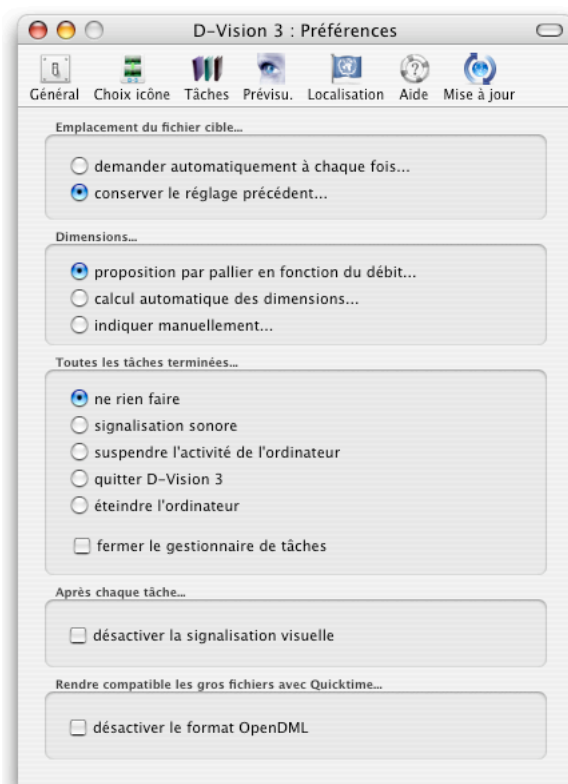 D-Vision 3 : Préférences
Général Choix icône Tâches Prévisu. Localisation Aide Mise à jour
Emplacement du fichier cible...
demander automatiquement à chaque fois...
conserver le réglage précédent...
Dimensions...
proposition par pallier en fonction du débit...
calcul automatique des dimensions...
indiquer manuellement...
Toutes les tâches terminées...
ne rien faire
signalisation sonore
suspendre l'activité de l'ordinateur
quitter D-Vision 3
éteindre l'ordinateur
fermer le gestionnaire de tâches
Après chaque tâche...
désactiver la signalisation visuelle
Rendre compatible les gros fichiers avec Quicktime...
désactiver le format OpenDML